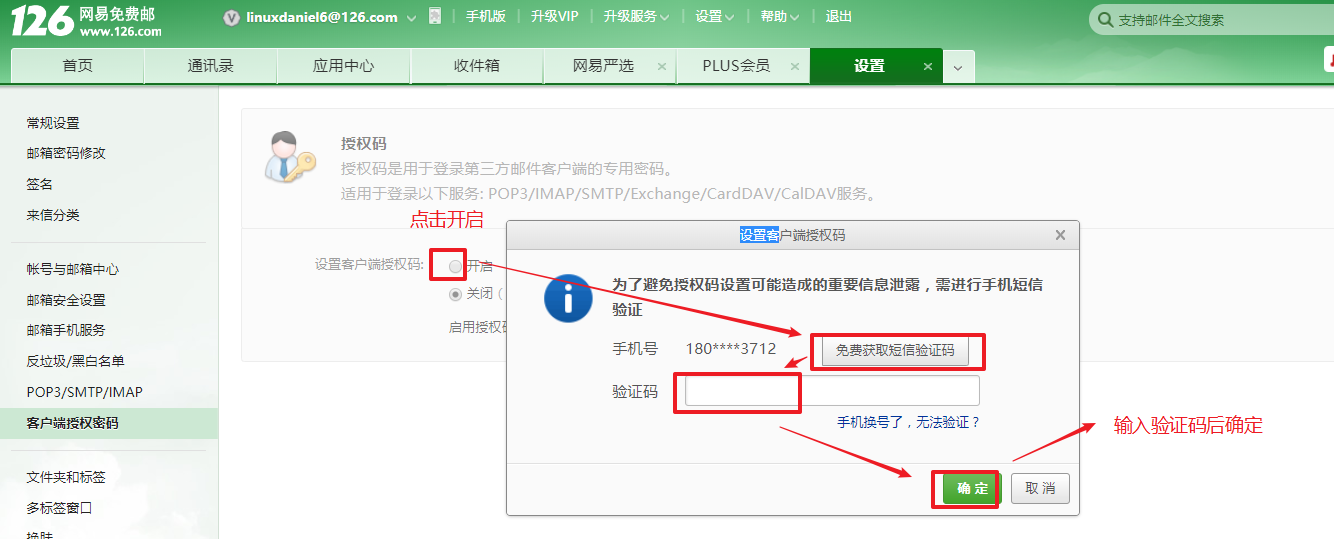 126 网易免费邮
www.126.com
linuxdaniel6@126.com
手机版
升级VIP
升级服务
设置
帮助
退出
支持邮件全文搜索
首页
通讯录
应用中心
收件箱
网易严选 ×
PLUS会员 ×
设置 ×
常规设置
邮箱密码修改
签名
来信分类
帐号与邮箱中心
邮箱安全设置
邮箱手机服务
反垃圾/黑白名单
POP3/SMTP/IMAP
客户端授权密码
文件夹和标签
多标签窗口
换肤
授权码
授权码是用于登录第三方邮件客户端的专用密码。
适用于登录以下服务: POP3/IMAP/SMTP/Exchange/CardDAV/CalDAV服务。
点击开启
设置客户端授权码:
开启
关闭（
启用授权码
设置客户端授权码
为了避免授权码设置可能造成的重要信息泄露，需进行手机短信
验证
手机号 180****3712 免费获取短信验证码
验证码
手机换号了，无法验证？
确 定
取 消
输入验证码后确定